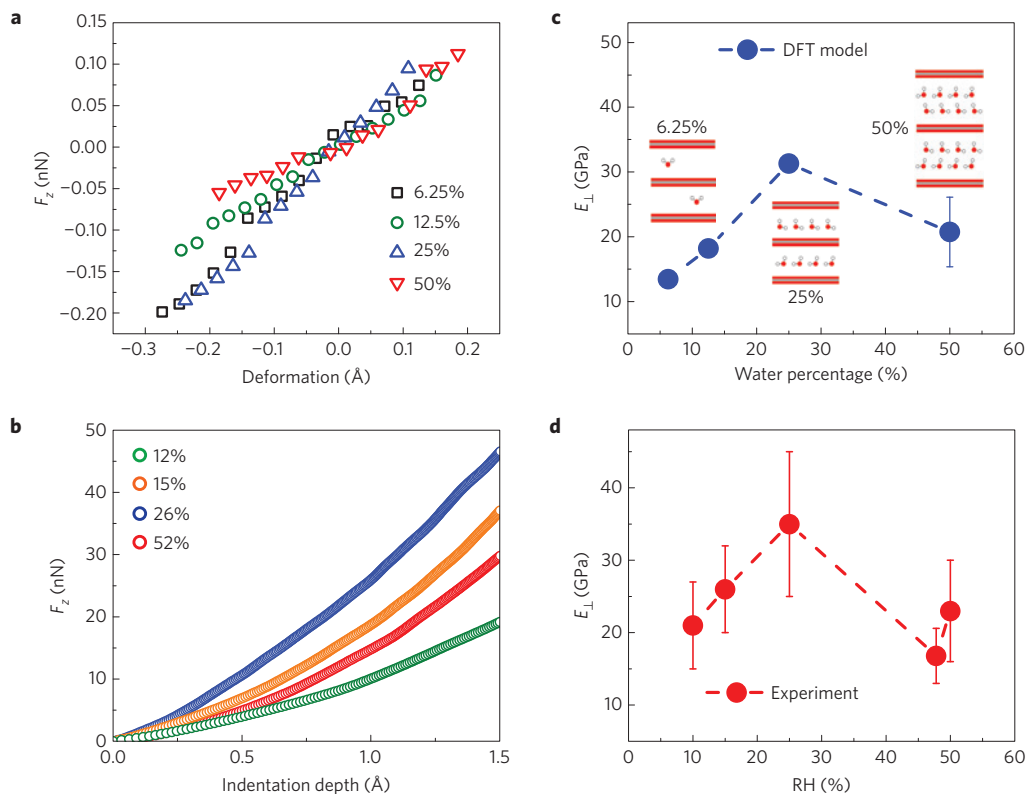 a
0.15
0.10
0.05
0.00
−0.05
−0.10
−0.15
−0.20
F_z (nN)
6.25%
12.5%
25%
50%
−0.3 −0.2 −0.1 0.0 0.1 0.2
Deformation (Å)
c
50
40
30
20
10
E⊥ (GPa)
DFT model
6.25%
50%
25%
0 10 20 30 40 50 60
Water percentage (%)
b
50
40
30
20
10
0
F_z (nN)
12%
15%
26%
52%
0.0 0.5 1.0 1.5
Indentation depth (Å)
d
40
30
20
10
E⊥ (GPa)
Experiment
0 10 20 30 40 50 60
RH (%)